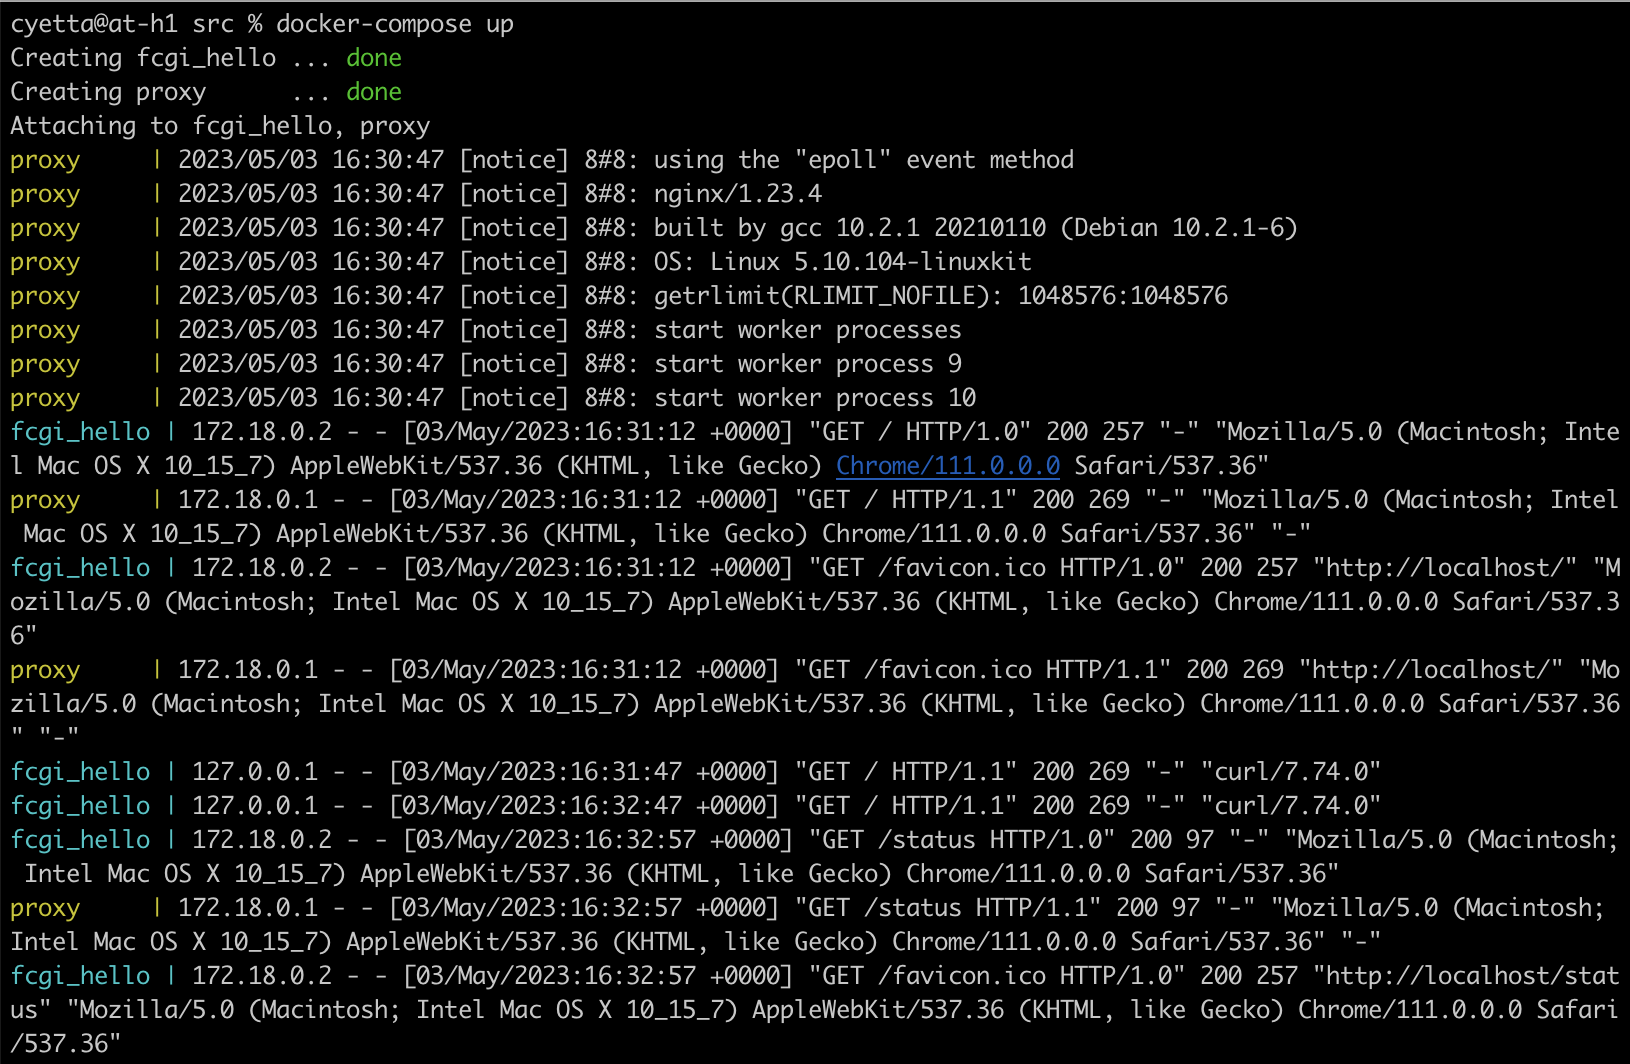 cyetta@at-h1 src % docker-compose up
Creating fcgi_hello ... done
Creating proxy      ... done
Attaching to fcgi_hello, proxy
proxy     | 2023/05/03 16:30:47 [notice] 8#8: using the "epoll" event method
proxy     | 2023/05/03 16:30:47 [notice] 8#8: nginx/1.23.4
proxy     | 2023/05/03 16:30:47 [notice] 8#8: built by gcc 10.2.1 20210110 (Debian 10.2.1-6)
proxy     | 2023/05/03 16:30:47 [notice] 8#8: OS: Linux 5.10.104-linuxkit
proxy     | 2023/05/03 16:30:47 [notice] 8#8: getrlimit(RLIMIT_NOFILE): 1048576:1048576
proxy     | 2023/05/03 16:30:47 [notice] 8#8: start worker processes
proxy     | 2023/05/03 16:30:47 [notice] 8#8: start worker process 9
proxy     | 2023/05/03 16:30:47 [notice] 8#8: start worker process 10
fcgi_hello | 172.18.0.2 - - [03/May/2023:16:31:12 +0000] "GET / HTTP/1.0" 200 257 "-" "Mozilla/5.0 (Macintosh; Inte
l Mac OS X 10_15_7) AppleWebKit/537.36 (KHTML, like Gecko) Chrome/111.0.0.0 Safari/537.36"
proxy     | 172.18.0.1 - - [03/May/2023:16:31:12 +0000] "GET / HTTP/1.1" 200 269 "-" "Mozilla/5.0 (Macintosh; Intel
 Mac OS X 10_15_7) AppleWebKit/537.36 (KHTML, like Gecko) Chrome/111.0.0.0 Safari/537.36" "-"
fcgi_hello | 172.18.0.2 - - [03/May/2023:16:31:12 +0000] "GET /favicon.ico HTTP/1.0" 200 257 "http://localhost/" "M
ozilla/5.0 (Macintosh; Intel Mac OS X 10_15_7) AppleWebKit/537.36 (KHTML, like Gecko) Chrome/111.0.0.0 Safari/537.3
6"
proxy     | 172.18.0.1 - - [03/May/2023:16:31:12 +0000] "GET /favicon.ico HTTP/1.1" 200 269 "http://localhost/" "Mo
zilla/5.0 (Macintosh; Intel Mac OS X 10_15_7) AppleWebKit/537.36 (KHTML, like Gecko) Chrome/111.0.0.0 Safari/537.36
" "-"
fcgi_hello | 127.0.0.1 - - [03/May/2023:16:31:47 +0000] "GET / HTTP/1.1" 200 269 "-" "curl/7.74.0"
fcgi_hello | 127.0.0.1 - - [03/May/2023:16:32:47 +0000] "GET / HTTP/1.1" 200 269 "-" "curl/7.74.0"
fcgi_hello | 172.18.0.2 - - [03/May/2023:16:32:57 +0000] "GET /status HTTP/1.0" 200 97 "-" "Mozilla/5.0 (Macintosh;
 Intel Mac OS X 10_15_7) AppleWebKit/537.36 (KHTML, like Gecko) Chrome/111.0.0.0 Safari/537.36"
proxy     | 172.18.0.1 - - [03/May/2023:16:32:57 +0000] "GET /status HTTP/1.1" 200 97 "-" "Mozilla/5.0 (Macintosh;
Intel Mac OS X 10_15_7) AppleWebKit/537.36 (KHTML, like Gecko) Chrome/111.0.0.0 Safari/537.36" "-"
fcgi_hello | 172.18.0.2 - - [03/May/2023:16:32:57 +0000] "GET /favicon.ico HTTP/1.0" 200 257 "http://localhost/stat
us" "Mozilla/5.0 (Macintosh; Intel Mac OS X 10_15_7) AppleWebKit/537.36 (KHTML, like Gecko) Chrome/111.0.0.0 Safari
/537.36"